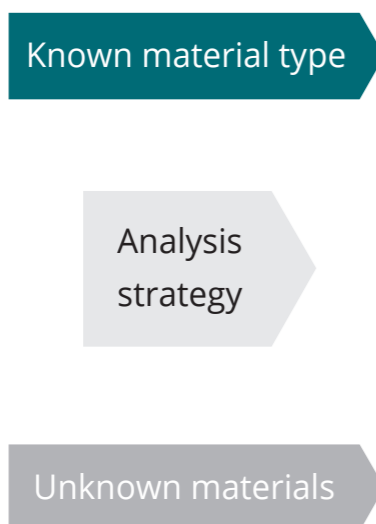 Known material type
Analysis
strategy
Unknown materials